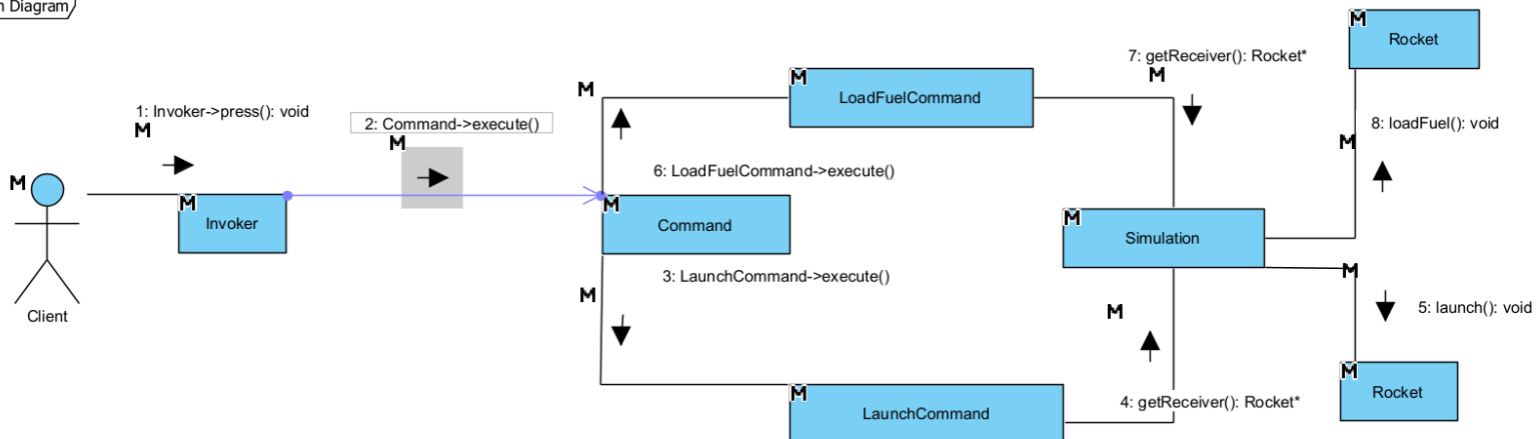 Diagram
Rocket
7: getReceiver(): Rocket*
LoadFuelCommand
1: Invoker->press(): void
2: Command->execute()
8: loadFuel(): void
6: LoadFuelCommand->execute()
Invoker
Command
Simulation
3: LaunchCommand->execute()
Client
5: launch(): void
Rocket
4: getReceiver(): Rocket*
LaunchCommand